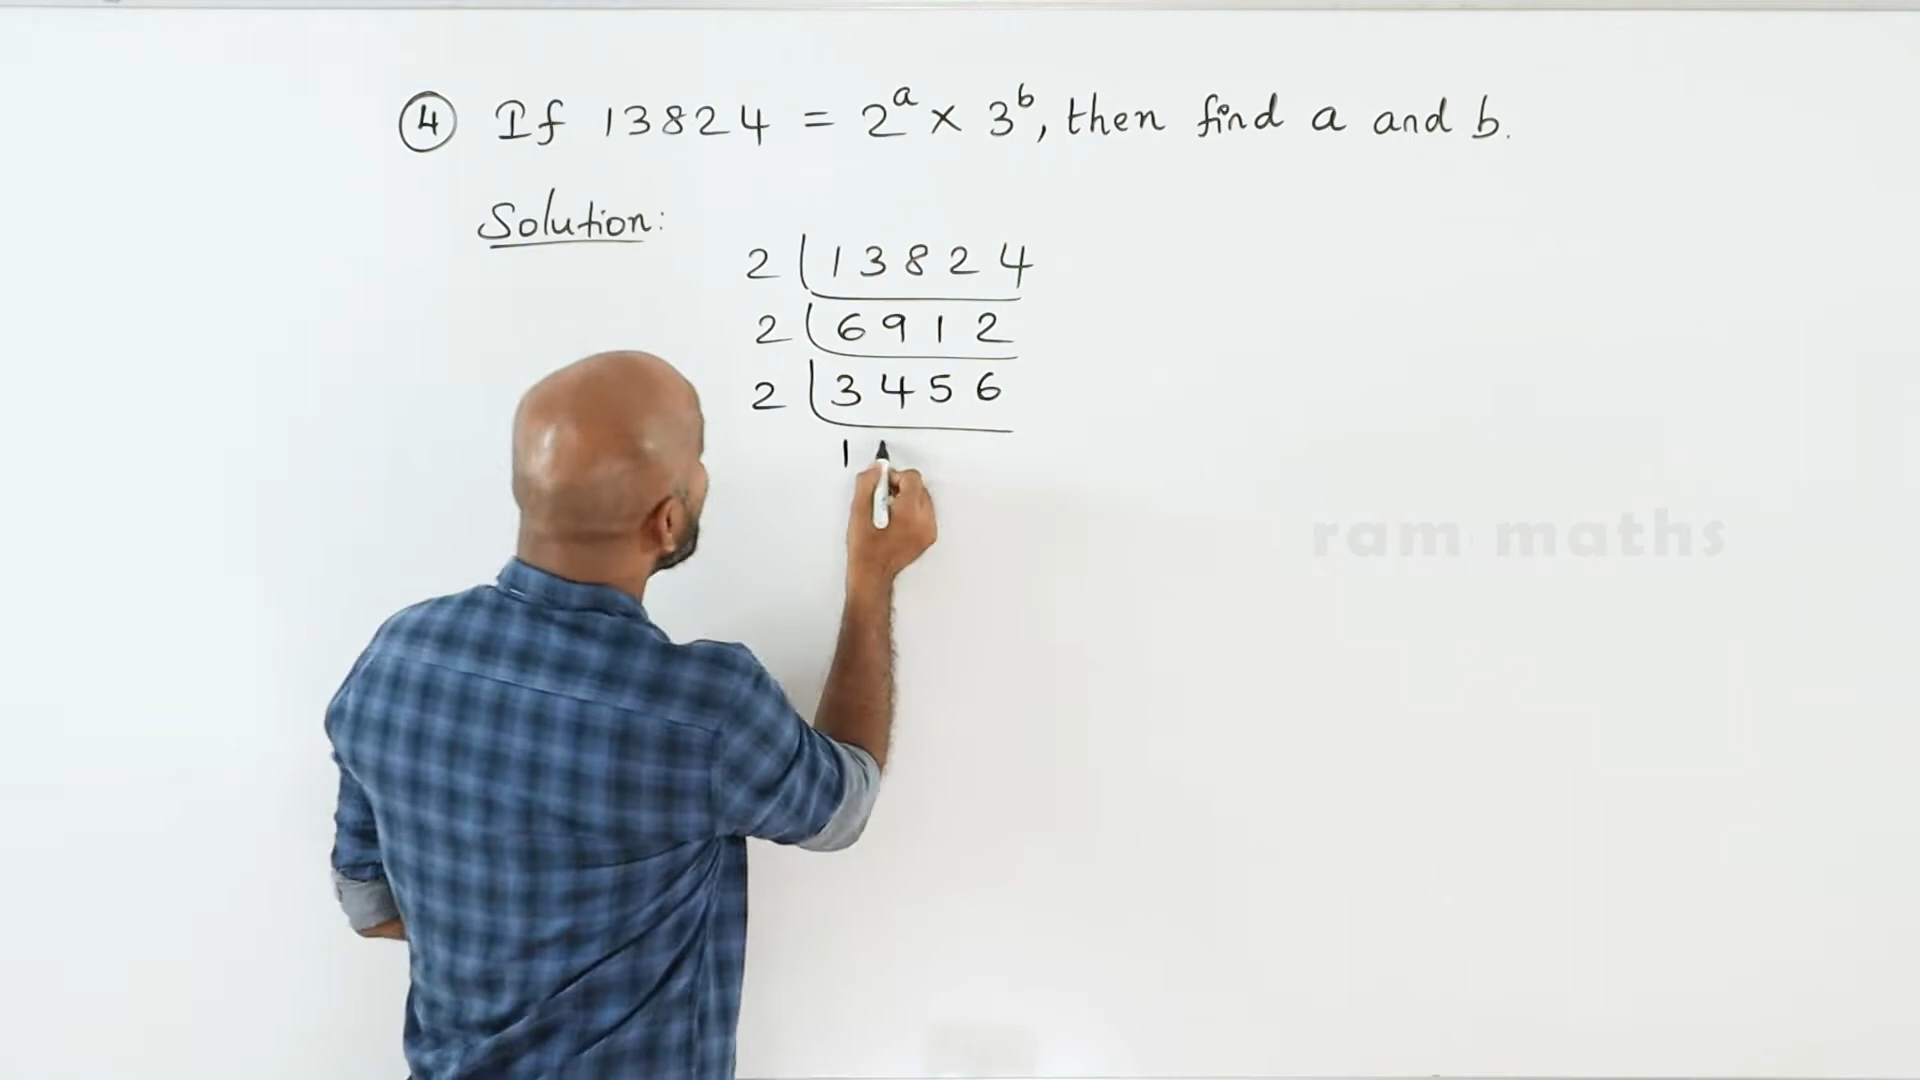 4 If 13824 = 2^a × 3^b, then find a and b.
Solution:
2 | 13824
2 | 6912
2 | 3456
1
ram maths